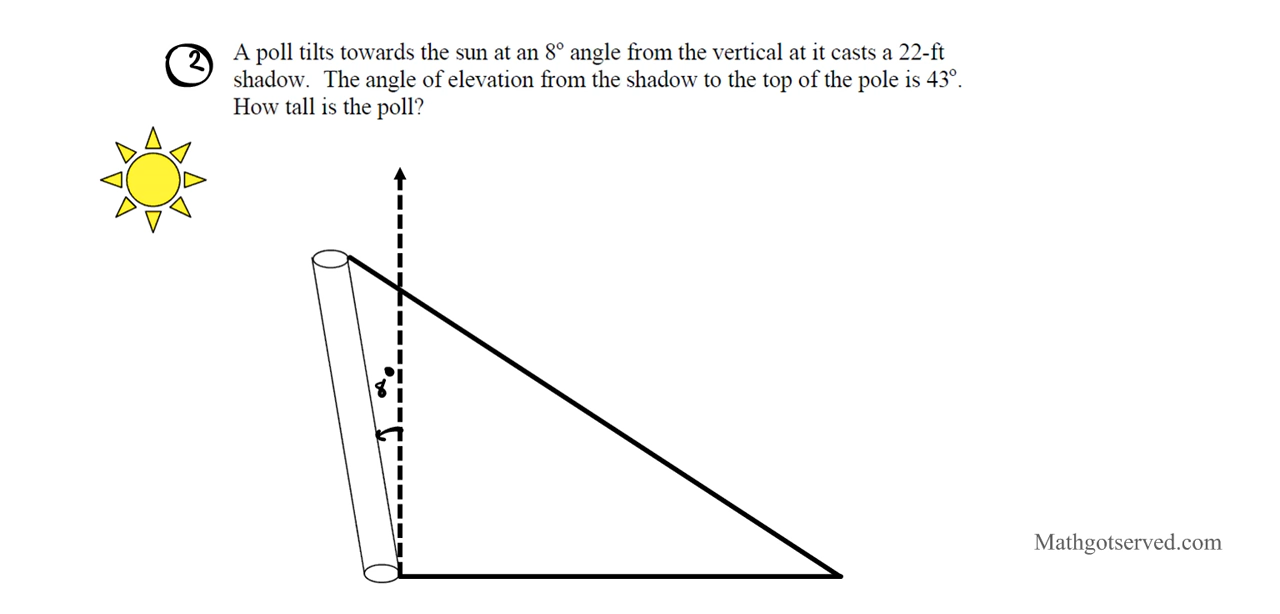 2
A poll tilts towards the sun at an 8° angle from the vertical at it casts a 22-ft
shadow. The angle of elevation from the shadow to the top of the pole is 43°.
How tall is the poll?
8°
Mathgotserved.com